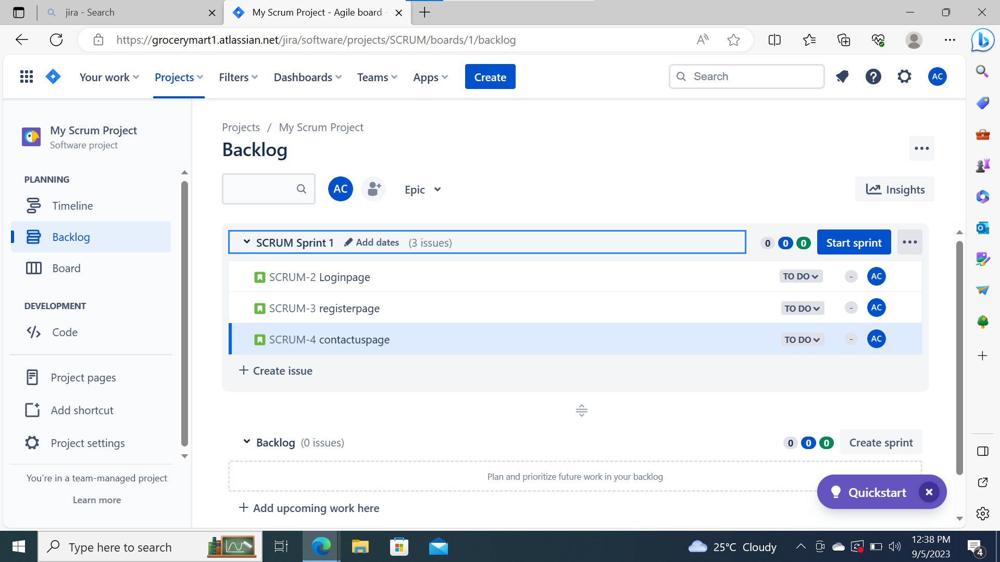 jira - Search
My Scrum Project - Agile board -
https://grocerymart1.atlassian.net/jira/software/projects/SCRUM/boards/1/backlog
Your work Projects Filters Dashboards Teams Apps Create Search AC
My Scrum Project
Software project
PLANNING
Timeline
Backlog
Board
DEVELOPMENT
Code
Project pages
Add shortcut
Project settings
You're in a team-managed project
Learn more
Projects / My Scrum Project
Backlog
AC Epic Insights
SCRUM Sprint 1 Add dates (3 issues) 0 0 0 Start sprint
SCRUM-2 Loginpage TO DO - AC
SCRUM-3 registerpage TO DO - AC
SCRUM-4 contactuspage TO DO - AC
+ Create issue
Backlog (0 issues) 0 0 0 Create sprint
Plan and prioritize future work in your backlog
+ Add upcoming work here
Quickstart
Type here to search
25°C Cloudy
12:38 PM
9/5/2023
4